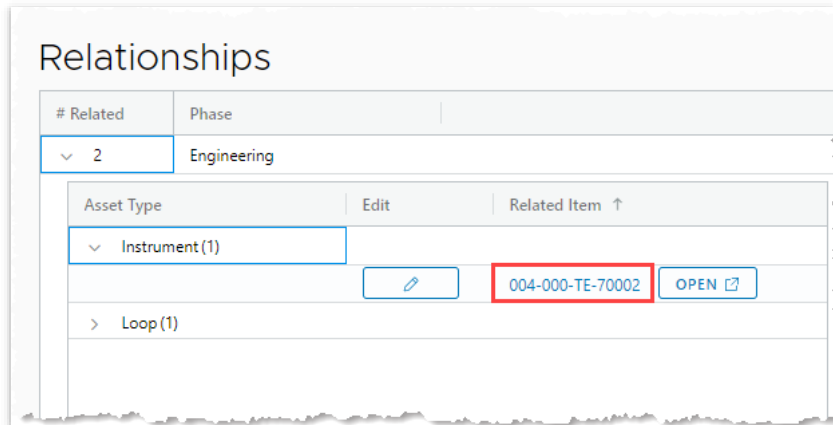 Relationships
# Related Phase
2 Engineering
Asset Type Edit Related Item ↑
Instrument (1)
004-000-TE-70002 OPEN
Loop (1)